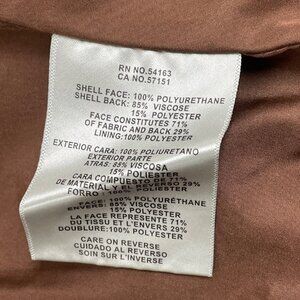 RN NO.54163
CA NO.57151
SHELL FACE: 100% POLYURETHANE
SHELL BACK: 85% VISCOSE
15% POLYESTER
FACE CONSTITUTES 71%
OF FABRIC AND BACK 29%
LINING:100% POLYESTER
EXTERIOR CARA: 100% POLIURETANO
EXTERIOR PARTE
ATRAS: 85% VISCOSA
15% POLIESTER
CARA COMPUESTO DE 71%
DE MATERIAL Y EL REVERSO 29%
FORRO : 100% POLIESTER
FACE: 100% POLYURÉTHANE
ENVERS: 85% VISCOSE
15% POLYESTER
LA FACE REPRÉSENTE 71%
DU TISSU ET L'ENVERS 29%
DOUBLURE:100% POLYESTER
CARE ON REVERSE
CUIDADO AL REVERSO
SOIN SUR L'INVERSE